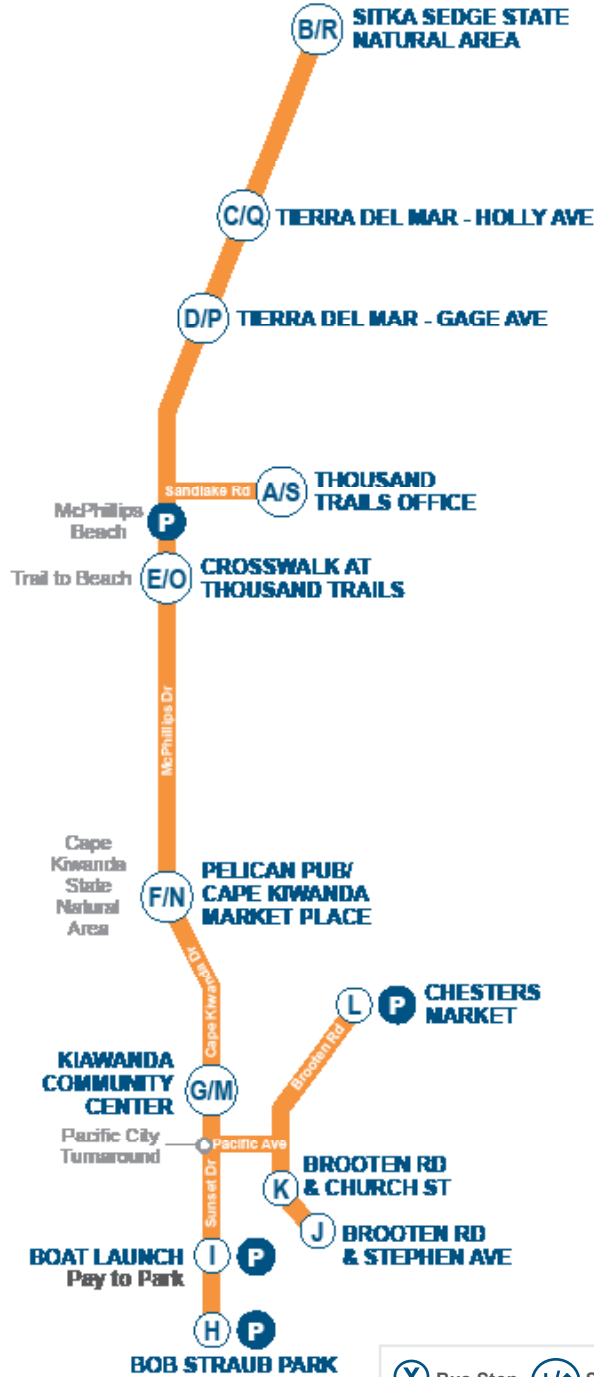 B/R
SITKA SEDGE STATE
NATURAL AREA
C/Q
TIERRA DEL MAR - HOLLY AVE
D/P
TIERRA DEL MAR - GAGE AVE
Sandlake Rd
A/S
THOUSAND
TRAILS OFFICE
McPhillips
Beach
P
Trail to Beach
E/O
CROSSWALK AT
THOUSAND TRAILS
McPhillips Dr
Cape
Kiwanda
State
Natural
Area
F/N
PELICAN PUB/
CAPE KIWANDA
MARKET PLACE
Cape Kiwanda Dr
L
P
CHESTERS
MARKET
Brooten Rd
KIAWANDA
COMMUNITY
CENTER
G/M
Pacific City
Turnaround
Pacific Ave
Sunset Dr
K
BROOTEN RD
& CHURCH ST
J
BROOTEN RD
& STEPHEN AVE
BOAT LAUNCH
Pay to Park
I
P
H
P
BOB STRAUB PARK
X